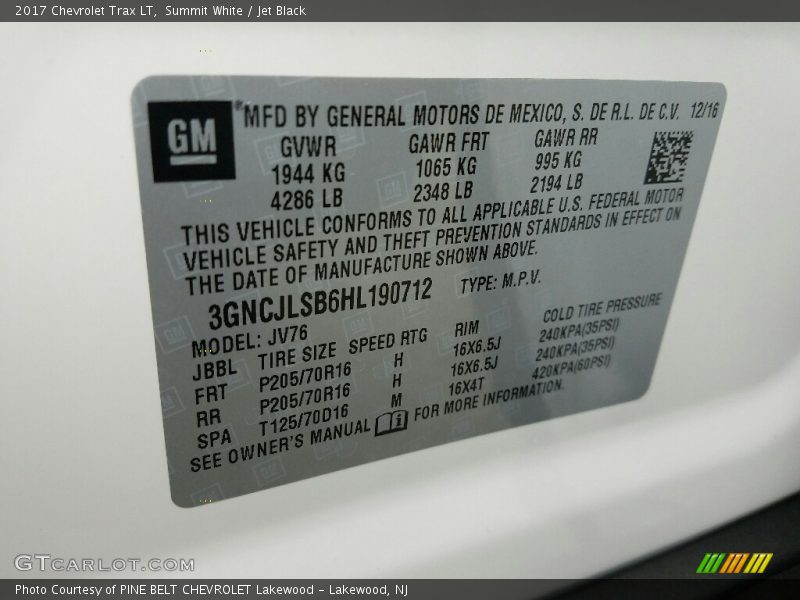 2017 Chevrolet Trax LT,  Summit White / Jet Black
GM
®MFD BY GENERAL MOTORS DE MEXICO, S. DE R.L. DE C.V. 12/16
GVWR GAWR FRT GAWR RR
1944 KG 1065 KG 995 KG
4286 LB 2348 LB 2194 LB
THIS VEHICLE CONFORMS TO ALL APPLICABLE U.S. FEDERAL MOTOR
VEHICLE SAFETY AND THEFT PREVENTION STANDARDS IN EFFECT ON
THE DATE OF MANUFACTURE SHOWN ABOVE.
3GNCJLSB6HL190712 TYPE: M.P.V.
MODEL: JV76
JBBL TIRE SIZE SPEED RTG RIM COLD TIRE PRESSURE
FRT P205/70R16 H 16X6.5J 240KPA(35PSI)
RR P205/70R16 H 16X6.5J 240KPA(35PSI)
SPA T125/70D16 M 16X4T 420KPA(60PSI)
SEE OWNER'S MANUAL i FOR MORE INFORMATION.
GTCARLOT.COM
Photo Courtesy of PINE BELT CHEVROLET Lakewood - Lakewood, NJ